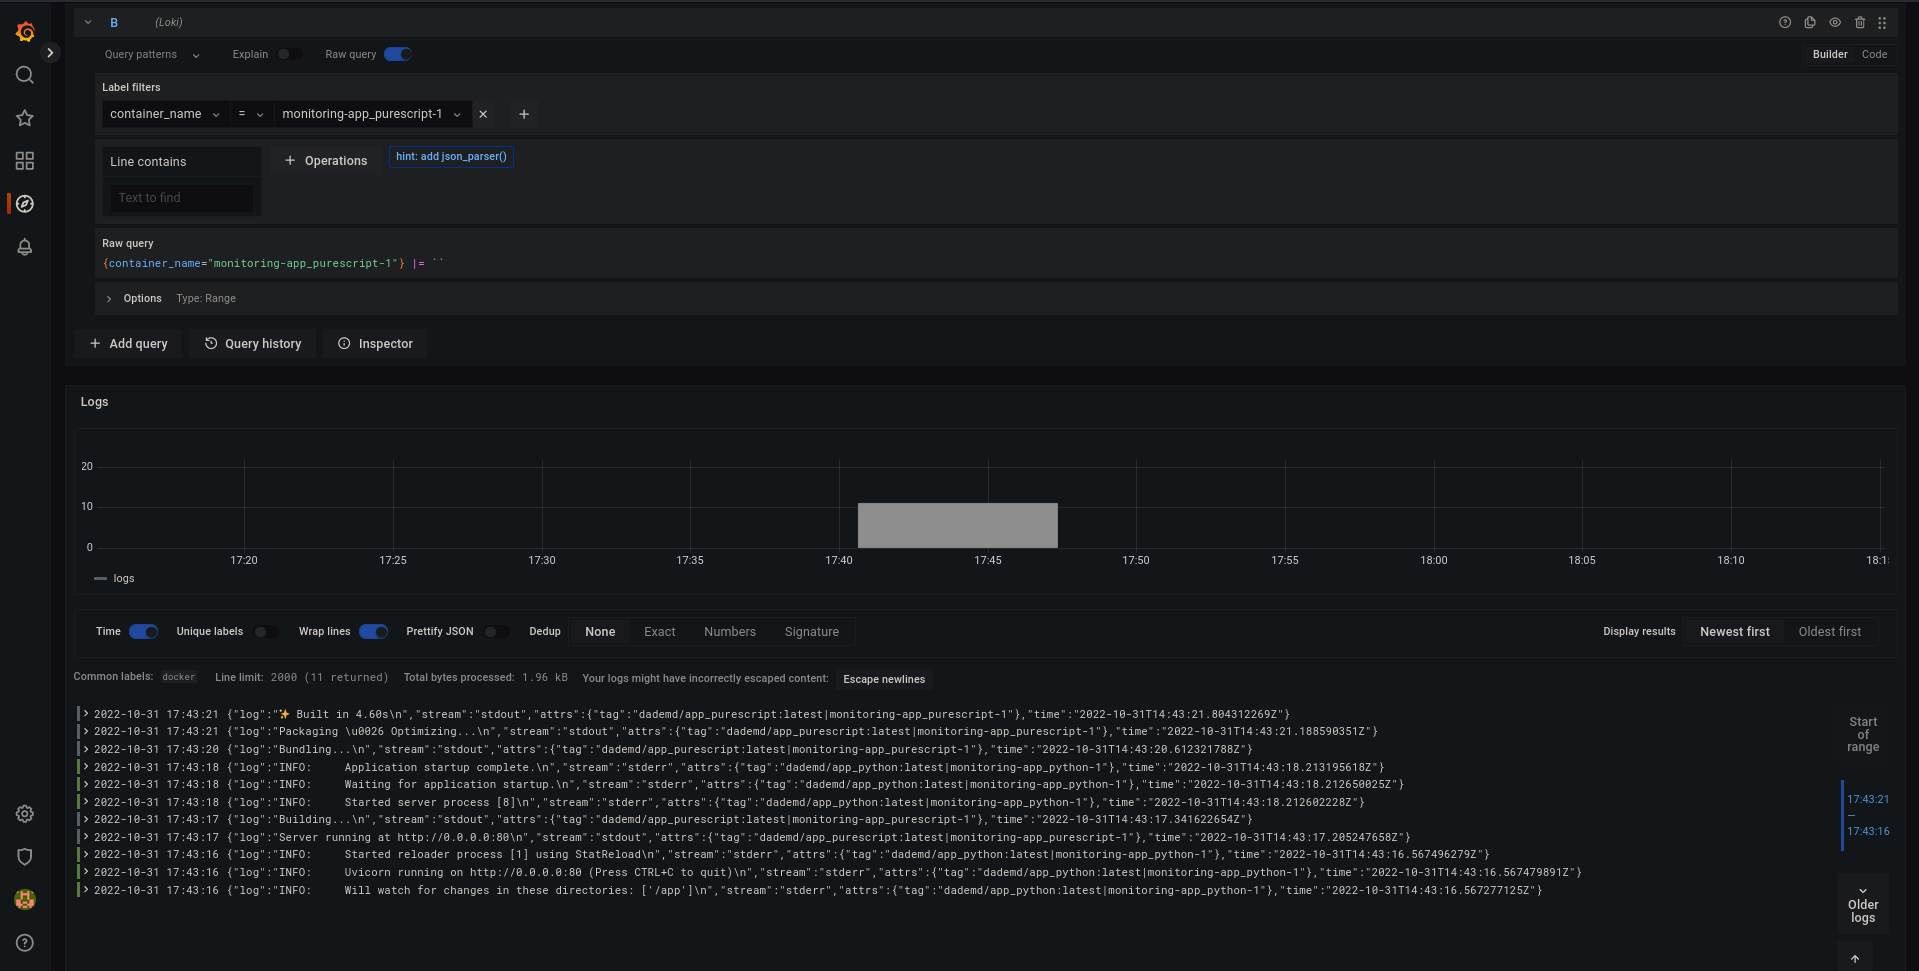 B (Loki)
Query patterns Explain Raw query Builder Code
Label filters
container_name = monitoring-app_purescript-1
Line contains Operations hint: add json_parser()
Text to find
Raw query
{container_name="monitoring-app_purescript-1"} |= ``
Options Type: Range
Add query Query history Inspector
Logs
20
10
0
17:20 17:25 17:30 17:35 17:40 17:45 17:50 17:55 18:00 18:05 18:10
logs
Time Unique labels Wrap lines Prettify JSON Dedup None Exact Numbers Signature Display results Newest first Oldest first
Common labels: docker Line limit: 2000 (11 returned) Total bytes processed: 1.96 kB Your logs might have incorrectly escaped content: Escape newlines
2022-10-31 17:43:21 {"log":"✨ Built in 4.60s\n","stream":"stdout","attrs":{"tag":"dademd/app_purescript:latest|monitoring-app_purescript-1"},"time":"2022-10-31T14:43:21.804312269Z"}
2022-10-31 17:43:21 {"log":"Packaging \u0026 Optimizing...\n","stream":"stdout","attrs":{"tag":"dademd/app_purescript:latest|monitoring-app_purescript-1"},"time":"2022-10-31T14:43:21.188590351Z"}
2022-10-31 17:43:20 {"log":"Bundling...\n","stream":"stdout","attrs":{"tag":"dademd/app_purescript:latest|monitoring-app_purescript-1"},"time":"2022-10-31T14:43:20.612321788Z"}
2022-10-31 17:43:18 {"log":"INFO:     Application startup complete.\n","stream":"stderr","attrs":{"tag":"dademd/app_python:latest|monitoring-app_python-1"},"time":"2022-10-31T14:43:18.213195618Z"}
2022-10-31 17:43:18 {"log":"INFO:     Waiting for application startup.\n","stream":"stderr","attrs":{"tag":"dademd/app_python:latest|monitoring-app_python-1"},"time":"2022-10-31T14:43:18.21265002​5Z"}
2022-10-31 17:43:18 {"log":"INFO:     Started server process [8]\n","stream":"stderr","attrs":{"tag":"dademd/app_python:latest|monitoring-app_python-1"},"time":"2022-10-31T14:43:18.212602228Z"}
2022-10-31 17:43:17 {"log":"Building...\n","stream":"stdout","attrs":{"tag":"dademd/app_purescript:latest|monitoring-app_purescript-1"},"time":"2022-10-31T14:43:17.341622654Z"}
2022-10-31 17:43:17 {"log":"Server running at http://0.0.0.0:80\n","stream":"stdout","attrs":{"tag":"dademd/app_purescript:latest|monitoring-app_purescript-1"},"time":"2022-10-31T14:43:17.205247658Z"}
2022-10-31 17:43:16 {"log":"INFO:     Started reloader process [1] using StatReload\n","stream":"stderr","attrs":{"tag":"dademd/app_python:latest|monitoring-app_python-1"},"time":"2022-10-31T14:43:16.567496279Z"}
2022-10-31 17:43:16 {"log":"INFO:     Uvicorn running on http://0.0.0.0:80 (Press CTRL+C to quit)\n","stream":"stderr","attrs":{"tag":"dademd/app_python:latest|monitoring-app_python-1"},"time":"2022-10-31T14:43:16.567479891Z"}
2022-10-31 17:43:16 {"log":"INFO:     Will watch for changes in these directories: ['/app']\n","stream":"stderr","attrs":{"tag":"dademd/app_python:latest|monitoring-app_python-1"},"time":"2022-10-31T14:43:16.567277125Z"}
Start
of
range
17:43:21
—
17:43:16
Older
logs